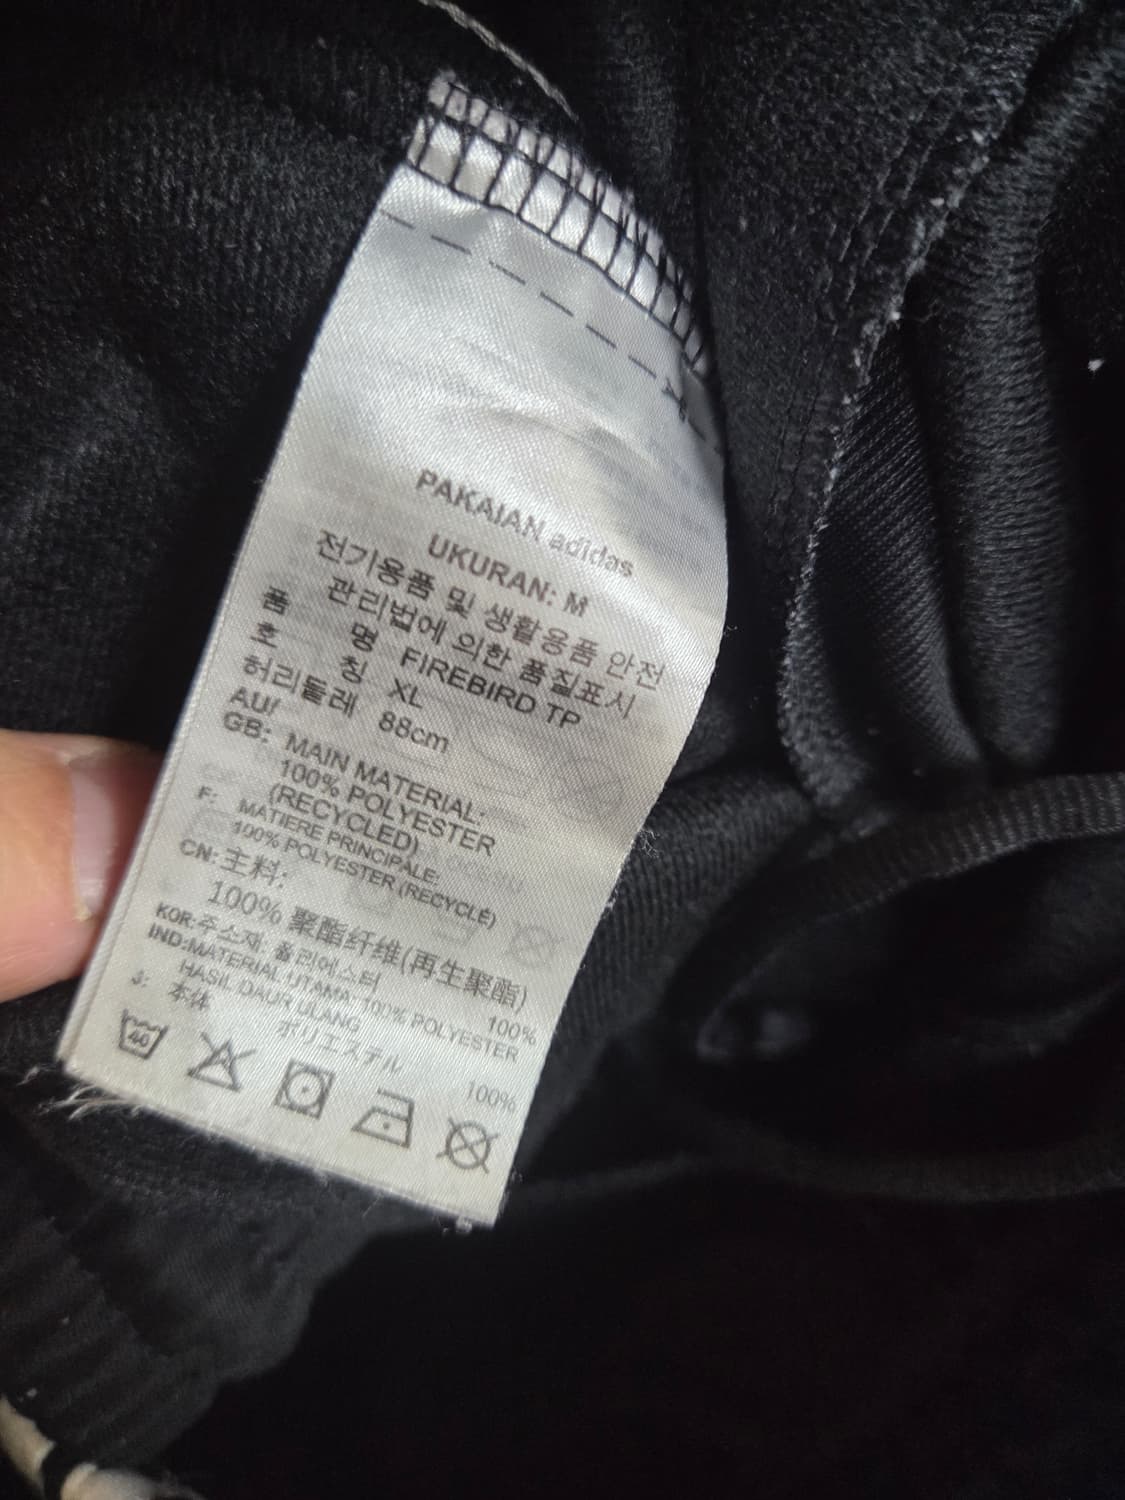 PAKAIAN adidas
UKURAN: M
전기용품 및 생활용품 안전
관리법에 의한 품질표시
품 명 FIREBIRD TP
호 칭 XL
허리둘레 88cm
AU/
GB: MAIN MATERIAL:
100% POLYESTER
(RECYCLED)
F: MATIERE PRINCIPALE:
100% POLYESTER (RECYCLÉ)
CN: 主料:
100% 聚酯纤维(再生聚酯)
KOR: 주소재: 폴리에스터 100%
IND: MATERIAL UTAMA: 100% POLYESTER
HASIL DAUR ULANG
J: 本体 ポリエステル 100%
40